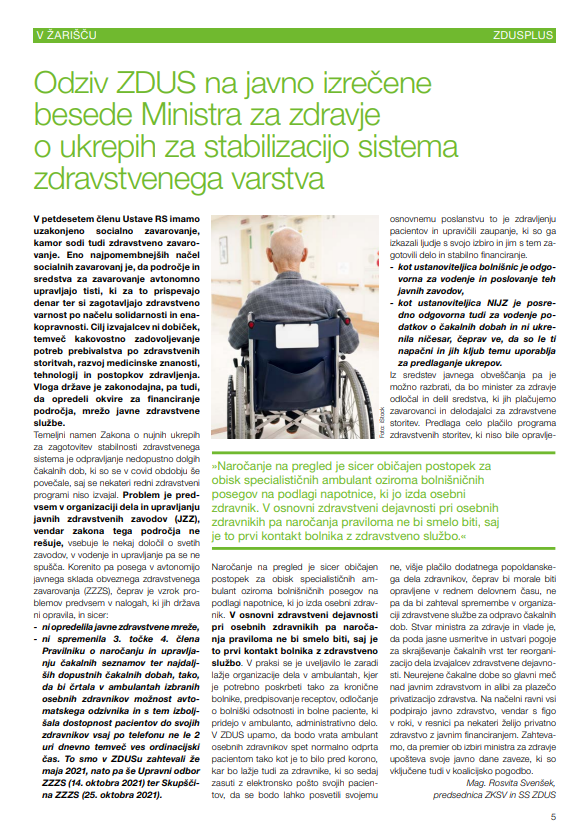 V ŽARIŠČU
ZDUSPLUS
Odziv ZDUS na javno izrečene
besede Ministra za zdravje
o ukrepih za stabilizacijo sistema
zdravstvenega varstva
V petdesetem členu Ustave RS imamo
uzakonjeno socialno zavarovanje,
kamor sodi tudi zdravstveno zavaro-
vanje. Eno najpomembnejših načel
socialnih zavarovanj je, da področje in
sredstva za zavarovanje avtonomno
upravljajo tisti, ki za to prispevajo
denar ter si zagotavljajo zdravstveno
varnost po načelu solidarnosti in ena-
kopravnosti. Cilj izvajalcev ni dobiček,
temveč kakovostno zadovoljevanje
potreb prebivalstva po zdravstvenih
storitvah, razvoj medicinske znanosti,
tehnologij in postopkov zdravljenja.
Vloga države je zakonodajna, pa tudi,
da opredeli okvire za financiranje
področja, mrežo javne zdravstvene
službe.
Temeljni namen Zakona o nujnih ukrepih
za zagotovitev stabilnosti zdravstvenega
sistema je odpravljanje nedopustno dolgih
čakalnih dob, ki so se v covid obdobju še
povečale, saj se nekateri redni zdravstveni
programi niso izvajal. Problem je pred-
vsem v organizaciji dela in upravljanju
javnih zdravstvenih zavodov (JZZ),
vendar zakona tega področja ne
rešuje, vsebuje le nekaj določil o svetih
zavodov, v vodenje in upravljanje pa se ne
spušča. Korenito pa posega v avtonomijo
javnega sklada obveznega zdravstvenega
zavarovanja (ZZZS), čeprav je vzrok pro-
blemov predvsem v nalogah, ki jih država
ni opravila, in sicer:
- ni opredelila javne zdravstvene mreže,
- ni spremenila 3. točke 4. člena
Pravilniku o naročanju in upravlja-
nju čakalnih seznamov ter najdalj-
ših dopustnih čakalnih dobah, tako,
da bi črtala v ambulantah izbranih
osebnih zdravnikov možnost avto-
matskega odzivnika in s tem izbolj-
šala dostopnost pacientov do svojih
zdravnikov vsaj po telefonu ne le 2
uri dnevno temveč ves ordinacijski
čas. To smo v ZDUSu zahtevali že
maja 2021, nato pa še Upravni odbor
ZZZS (14. oktobra 2021) ter Skupšči-
na ZZZS (25. oktobra 2021).
Foto: iStock
osnovnemu poslanstvu to je zdravljenju
pacientov in upravičili zaupanje, ki so ga
izkazali ljudje s svojo izbiro in jim s tem za-
gotovili delo in stabilno financiranje.
- kot ustanoviteljica bolnišnic je odgo-
vorna za vodenje in poslovanje teh
javnih zavodov,
- kot ustanoviteljica NIJZ je posre-
dno odgovorna tudi za vodenje po-
datkov o čakalnih dobah in ni ukre-
nila ničesar, čeprav ve, da so le ti
napačni in jih kljub temu uporablja
za predlaganje ukrepov.
Iz sredstev javnega obveščanja pa je
možno razbrati, da bo minister za zdravje
odločal in delil sredstva, ki jih plačujemo
zavarovanci in delodajalci za zdravstvene
storitev. Predlaga celo plačilo programa
zdravstvenih storitev, ki niso bile opravlje-
»Naročanje na pregled je sicer običajen postopek za
obisk specialističnih ambulant oziroma bolnišničnih
posegov na podlagi napotnice, ki jo izda osebni
zdravnik. V osnovni zdravstveni dejavnosti pri osebnih
zdravnikih pa naročanja praviloma ne bi smelo biti, saj
je to prvi kontakt bolnika z zdravstveno službo.«
Naročanje na pregled je sicer običajen
postopek za obisk specialističnih am-
bulant oziroma bolnišničnih posegov na
podlagi napotnice, ki jo izda osebni zdrav-
nik. V osnovni zdravstveni dejavnosti
pri osebnih zdravnikih pa naroča-
nja praviloma ne bi smelo biti, saj je
to prvi kontakt bolnika z zdravstveno
službo. V praksi se je uveljavilo le zaradi
lažje organizacije dela v ambulantah, kjer
je potrebno poskrbeti tako za kronične
bolnike, predpisovanje receptov, odločanje
o bolniški odsotnosti in bolne paciente, ki
pridejo v ambulanto, administrativno delo.
V ZDUS upamo, da bodo vrata ambulant
osebnih zdravnikov spet normalno odprta
pacientom tako kot je to bilo pred korono,
kar bo lažje tudi za zdravnike, ki so sedaj
zasuti z elektronsko pošto svojih pacien-
tov, da se bodo lahko posvetili svojemu
ne, višje plačilo dodatnega popoldanske-
ga dela zdravnikov, čeprav bi morale biti
opravljene v rednem delovnem času, ne
pa da bi zahteval spremembe v organiza-
ciji zdravstvene službe za odpravo čakalnih
dob. Stvar ministra za zdravje in vlade je,
da poda jasne usmeritve in ustvari pogoje
za skrajševanje čakalnih vrst ter reorgani-
zacijo dela izvajalcev zdravstvene dejavno-
sti. Neurejene čakalne dobe so glavni meč
nad javnim zdravstvom in alibi za plazečo
privatizacijo zdravstva. Na načelni ravni vsi
podpirajo javno zdravstvo, vendar s figo
v roki, v resnici pa nekateri želijo privatno
zdravstvo z javnim financiranjem. Zahteva-
mo, da premier ob izbiri ministra za zdravje
upošteva svoje javno dane zaveze, ki so
vključene tudi v koalicijsko pogodbo.
Mag. Rosvita Svenšek,
predsednica ZKSV in SS ZDUS
5